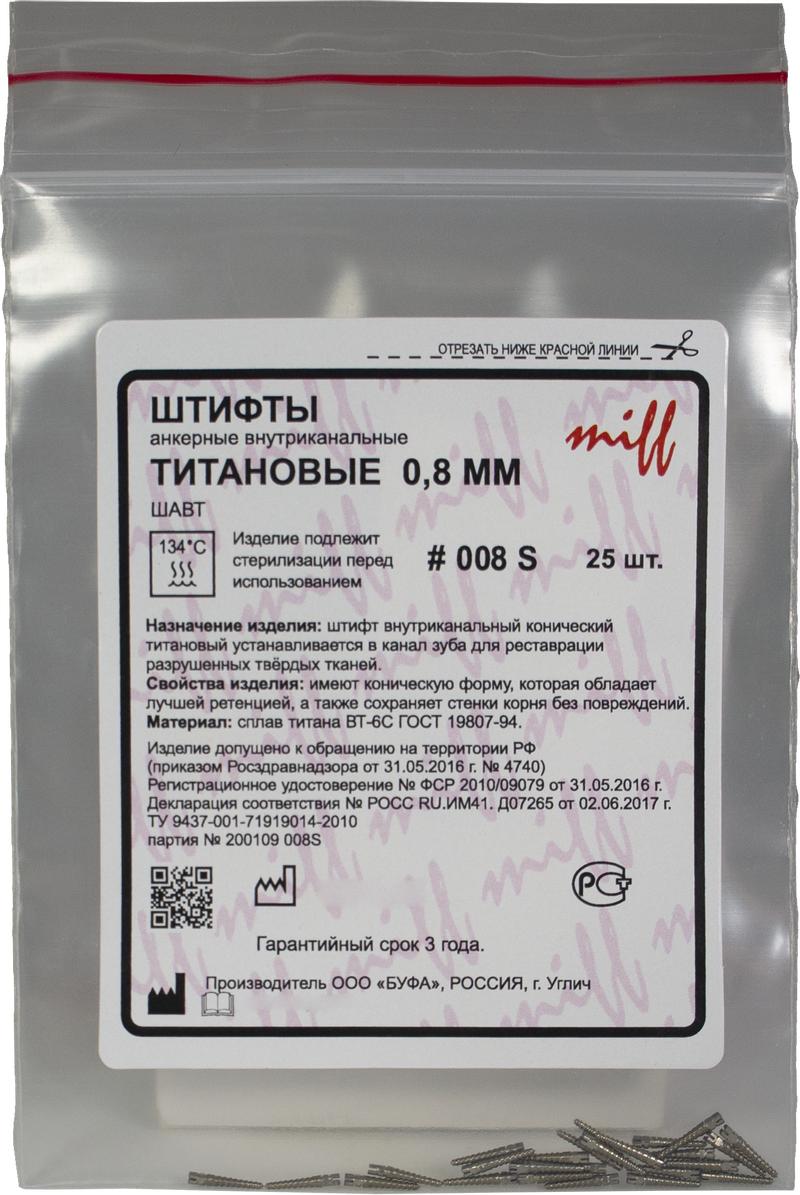 ОТРЕЗАТЬ НИЖЕ КРАСНОЙ ЛИНИИ
ШТИФТЫ
анкерные внутриканальные
miff
ТИТАНОВЫЕ 0,8 ММ
ШАВТ
134°C
Изделие подлежит
стерилизации перед
использованием
# 008 S
25 шт.
Назначение изделия: штифт внутриканальный конический
титановый устанавливается в канал зуба для реставрации
разрушенных твёрдых тканей.
Свойства изделия: имеют коническую форму, которая обладает
лучшей ретенцией, а также сохраняет стенки корня без повреждений.
Материал: сплав титана ВТ-6С ГОСТ 19807-94.
Изделие допущено к обращению на территории РФ
(приказом Росздравнадзора от 31.05.2016 г. № 4740)
Регистрационное удостоверение № ФСР 2010/09079 от 31.05.2016 г.
Декларация соответствия № РОСС RU.ИМ41. Д07265 от 02.06.2017 г.
ТУ 9437-001-71919014-2010
партия № 200109 008S
РСТ
Гарантийный срок 3 года.
Производитель ООО «БУФА», РОССИЯ, г. Углич